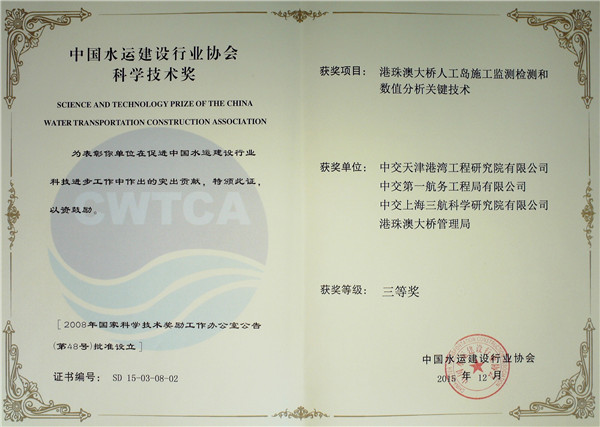 中国水运建设行业协会
科学技术奖
SCIENCE AND TECHNOLOGY PRIZE OF THE CHINA
WATER TRANSPORTATION CONSTRUCTION ASSOCIATION
为表彰你单位在促进中国水运建设行业
科技进步工作中作出的突出贡献，特颁此证，
以资鼓励。
CWTCA
[2008年国家科学技术奖励工作办公室公告
(第48号)批准设立]
证书编号： SD 15-03-08-02
获奖项目： 港珠澳大桥人工岛施工监测检测和
数值分析关键技术
获奖单位： 中交天津港湾工程研究院有限公司
中交第一航务工程局有限公司
中交上海三航科学研究院有限公司
港珠澳大桥管理局
获奖等级： 三等奖
中国水运建设行业协会
2015 年 12 月